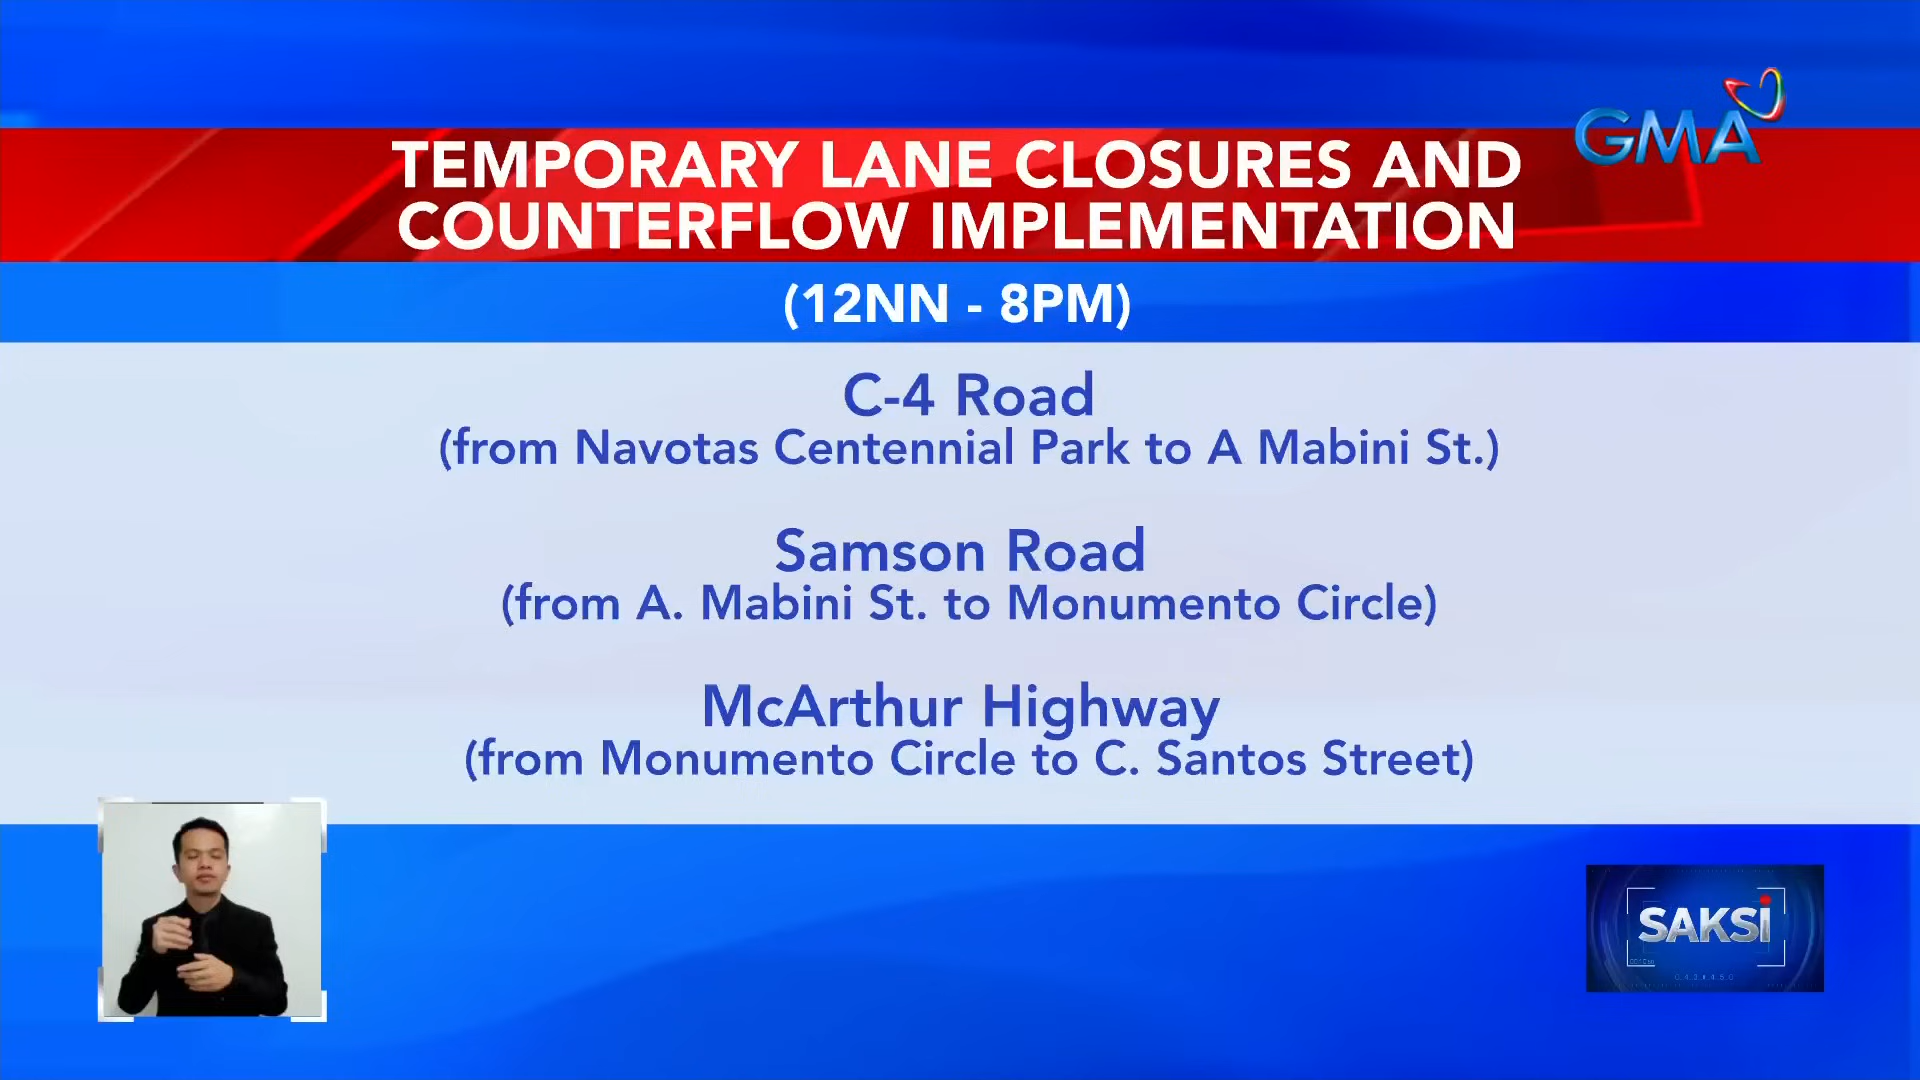 GMA
TEMPORARY LANE CLOSURES AND
COUNTERFLOW IMPLEMENTATION
(12NN - 8PM)
C-4 Road
(from Navotas Centennial Park to A Mabini St.)
Samson Road
(from A. Mabini St. to Monumento Circle)
McArthur Highway
(from Monumento Circle to C. Santos Street)
SAKSI